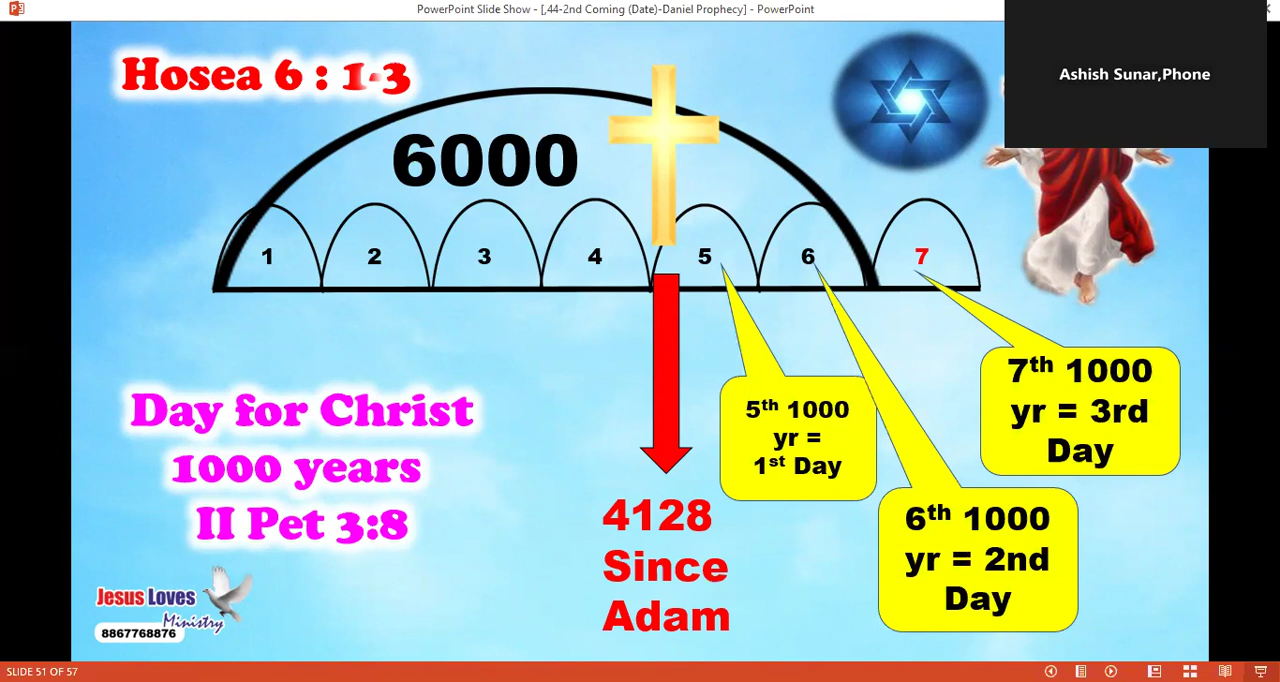 PowerPoint Slide Show - [,44-2nd Coming (Date)-Daniel Prophecy] - PowerPoint
Ashish Sunar,Phone
Hosea 6 : 1-3
6000
1 2 3 4 5 6 7
7th 1000
yr = 3rd
Day
5th 1000
yr =
1st Day
Day for Christ
1000 years
II Pet 3:8
6th 1000
yr = 2nd
Day
4128
Since
Adam
Jesus Loves
Ministry
8867768876
SLIDE 51 OF 57